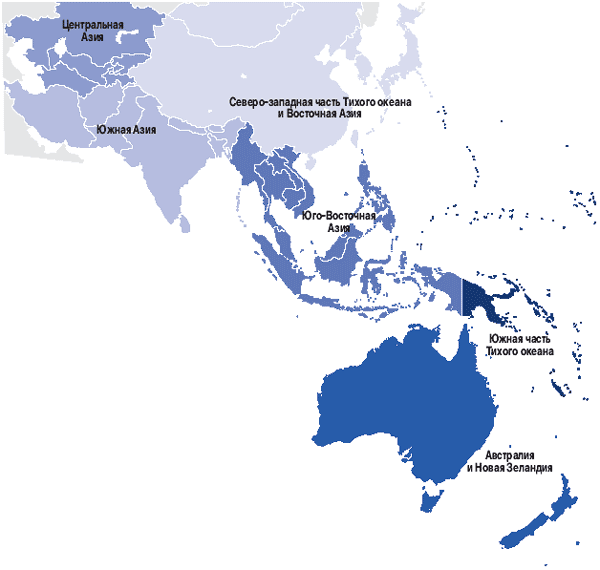 Центральная
Азия
Северо-западная часть Тихого океана
и Восточная Азия
Южная Азия
Юго-Восточная
Азия
Южная часть
Тихого океана
Австралия
и Новая Зеландия